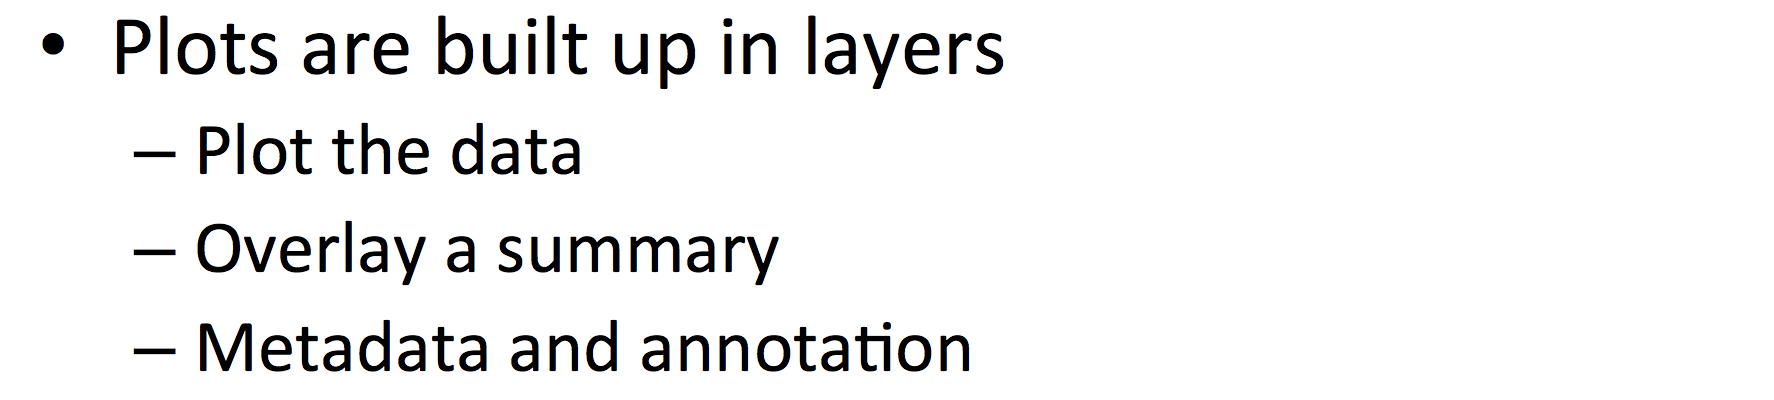 • Plots are built up in layers
– Plot the data
– Overlay a summary
– Metadata and annotation